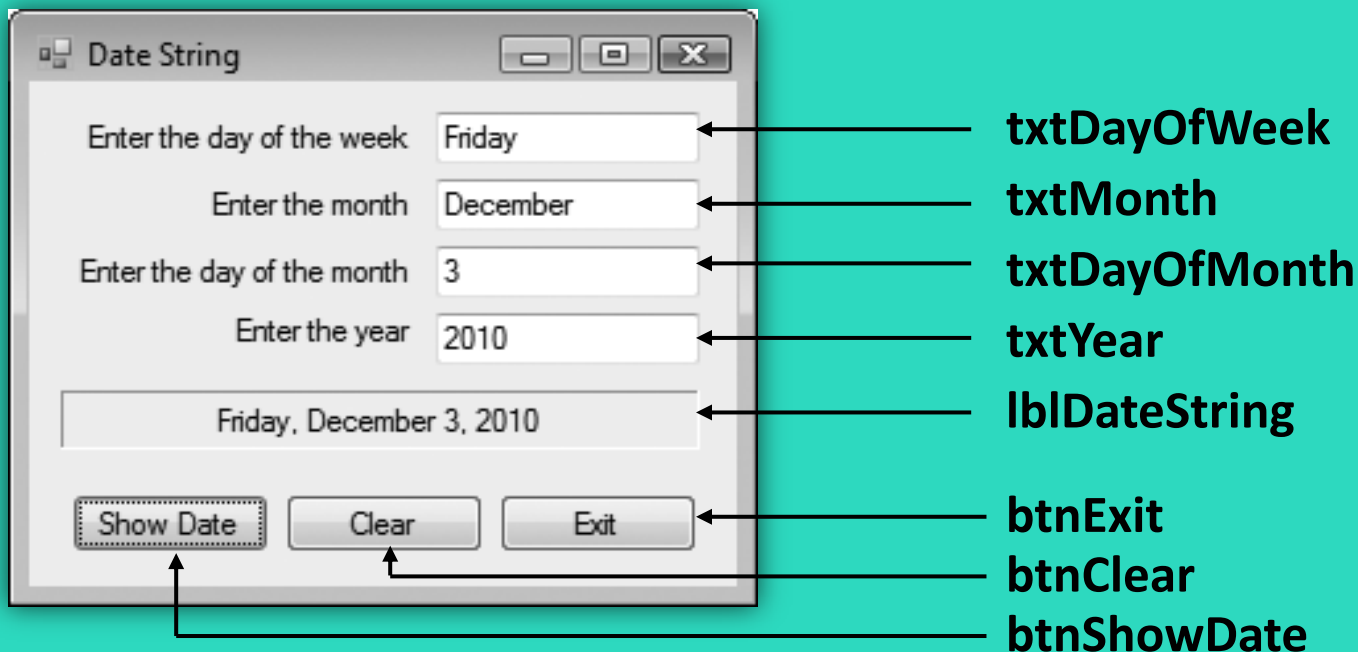 Date String
Enter the day of the week Friday txtDayOfWeek
Enter the month December txtMonth
Enter the day of the month 3 txtDayOfMonth
Enter the year 2010 txtYear
Friday, December 3, 2010 lblDateString
Show Date Clear Exit btnExit
btnClear
btnShowDate